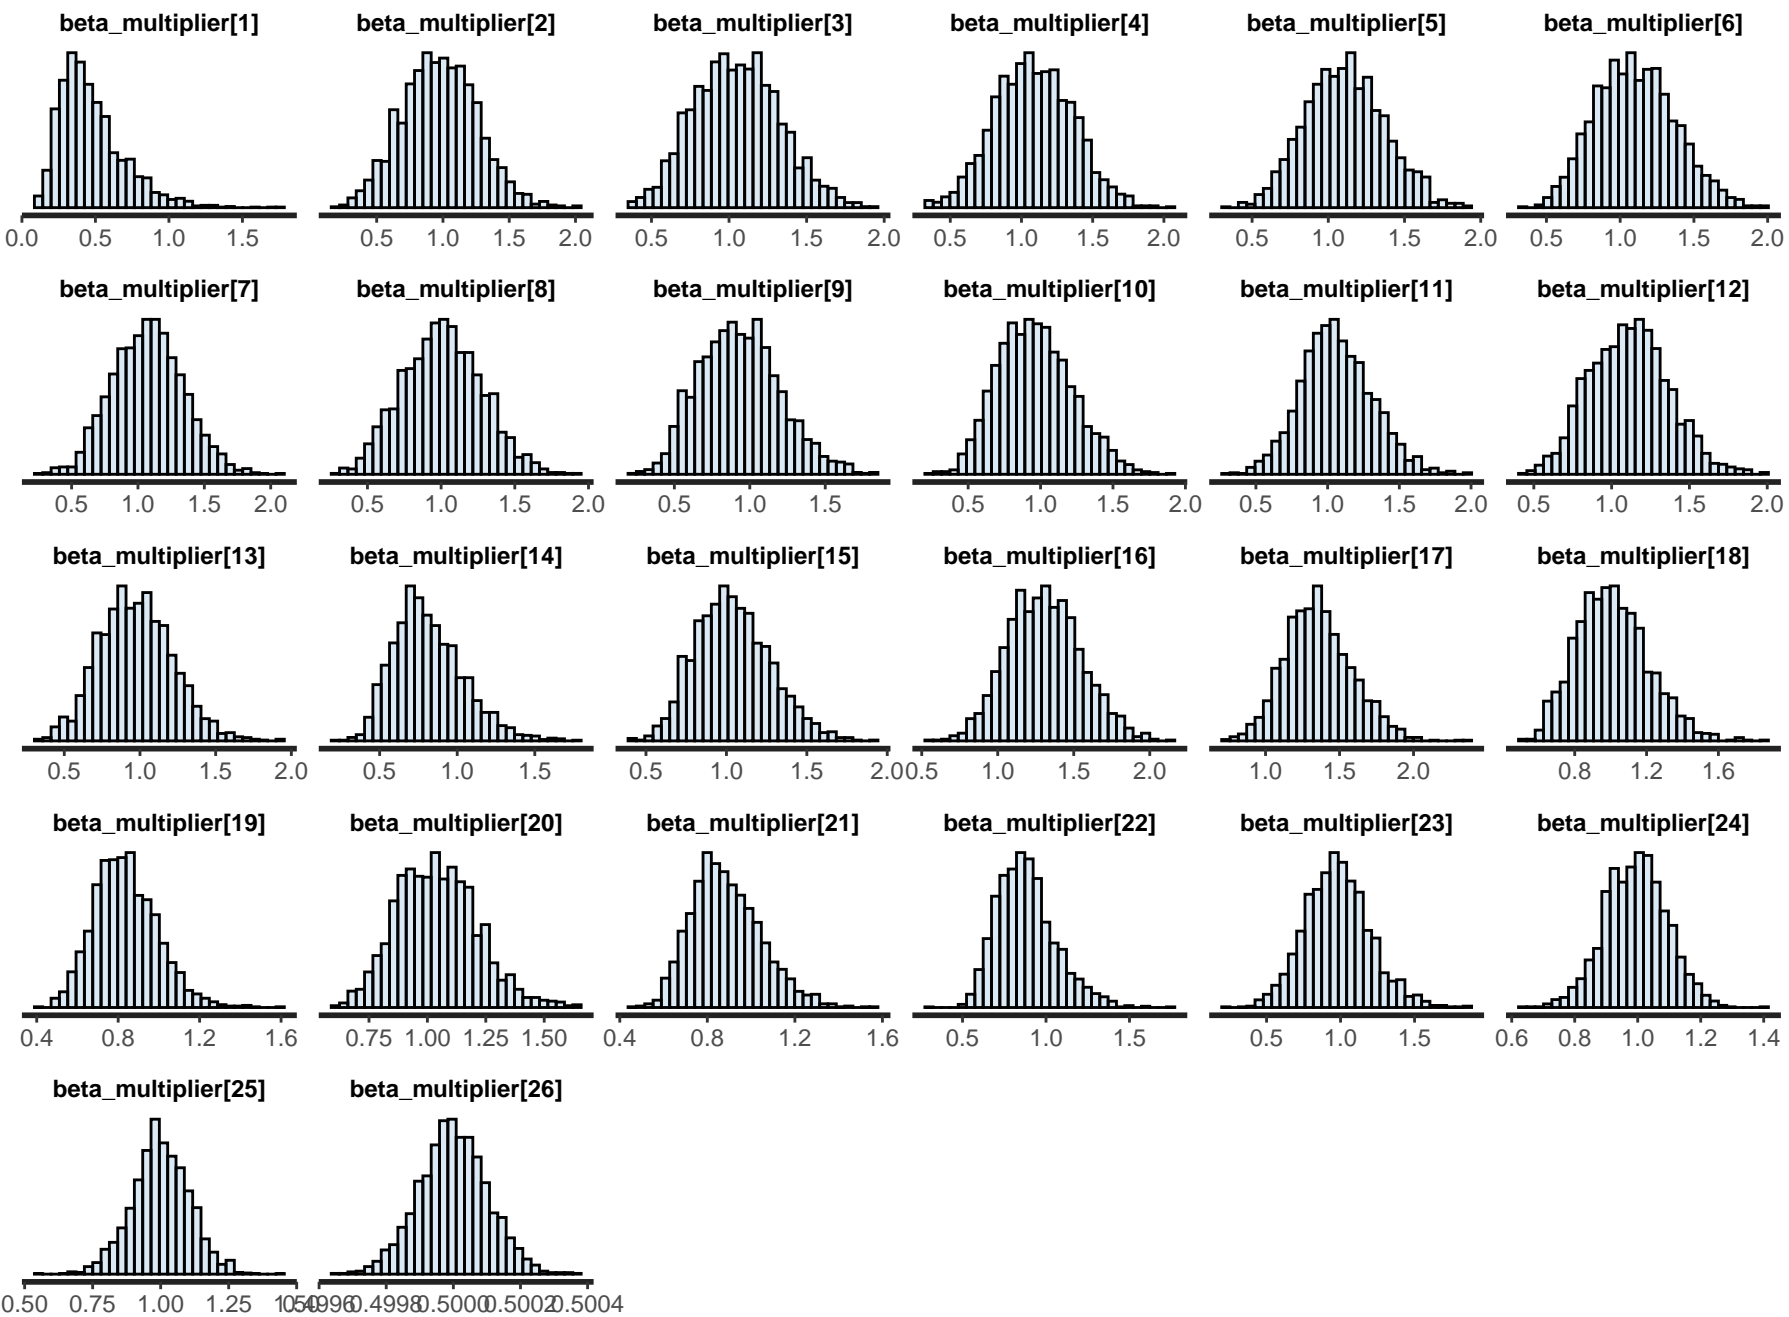 beta_multiplier[1] beta_multiplier[2] beta_multiplier[3] beta_multiplier[4] beta_multiplier[5] beta_multiplier[6]
0.0 0.5 1.0 1.5 0.5 1.0 1.5 2.0 0.5 1.0 1.5 2.0 0.5 1.0 1.5 2.0 0.5 1.0 1.5 2.0 0.5 1.0 1.5 2.0
beta_multiplier[7] beta_multiplier[8] beta_multiplier[9] beta_multiplier[10] beta_multiplier[11] beta_multiplier[12]
0.5 1.0 1.5 2.0 0.5 1.0 1.5 2.0 0.5 1.0 1.5 0.5 1.0 1.5 2.0 0.5 1.0 1.5 2.0 0.5 1.0 1.5 2.0
beta_multiplier[13] beta_multiplier[14] beta_multiplier[15] beta_multiplier[16] beta_multiplier[17] beta_multiplier[18]
0.5 1.0 1.5 2.0 0.5 1.0 1.5 0.5 1.0 1.5 2.0 0.5 1.0 1.5 2.0 1.0 1.5 2.0 0.8 1.2 1.6
beta_multiplier[19] beta_multiplier[20] beta_multiplier[21] beta_multiplier[22] beta_multiplier[23] beta_multiplier[24]
0.4 0.8 1.2 1.6 0.75 1.00 1.25 1.50 0.4 0.8 1.2 1.6 0.5 1.0 1.5 0.5 1.0 1.5 0.6 0.8 1.0 1.2 1.4
beta_multiplier[25] beta_multiplier[26]
0.50 0.75 1.00 1.25 1.50 0.4996 0.4998 0.5000 0.5002 0.5004